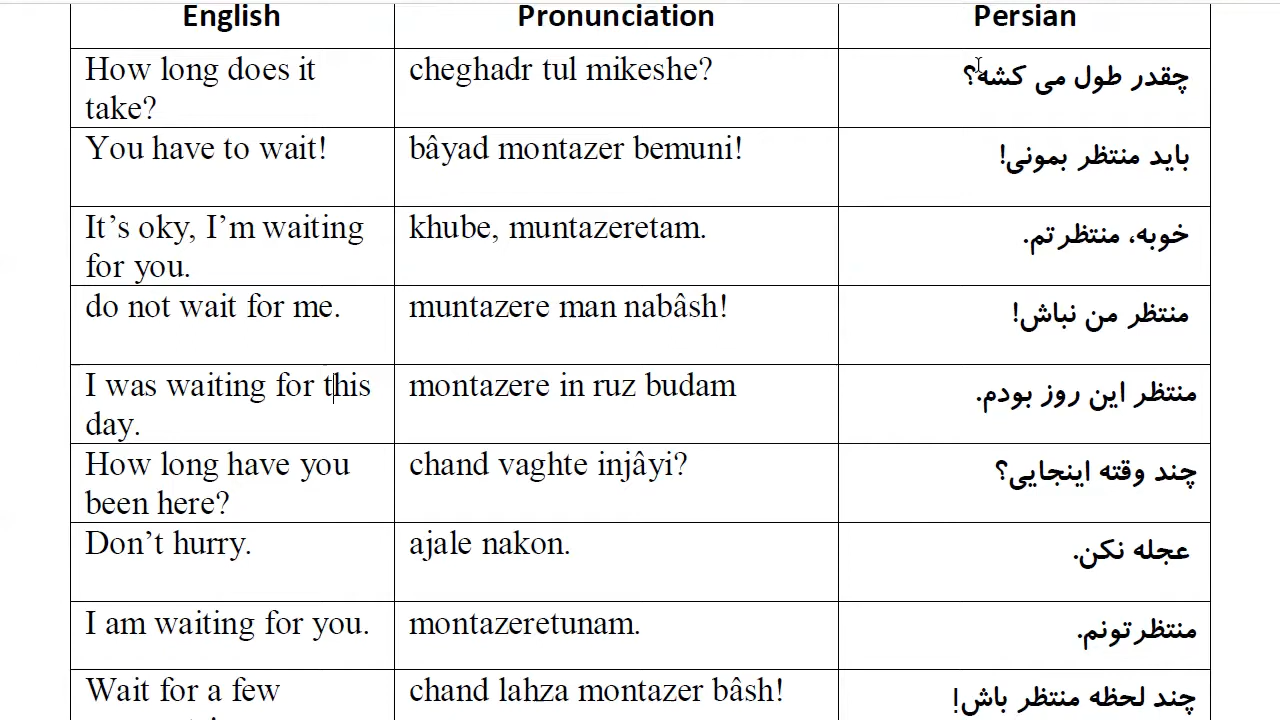 English Pronunciation Persian
How long does it cheghadr tul mikeshe? چقدر طول می کشه؟
take?
You have to wait! bâyad montazer bemuni! باید منتظر بمونی!
It’s oky, I’m waiting khube, muntazeretam. خوبه، منتظرتم.
for you.
do not wait for me. muntazere man nabâsh! منتظر من نباش!
I was waiting for this montazere in ruz budam منتظر این روز بودم.
day.
How long have you chand vaghte injâyi? چند وقته اینجایی؟
been here?
Don’t hurry. ajale nakon. عجله نکن.
I am waiting for you. montazeretunam. منتظرتونم.
Wait for a few chand lahza montazer bâsh! چند لحظه منتظر باش!